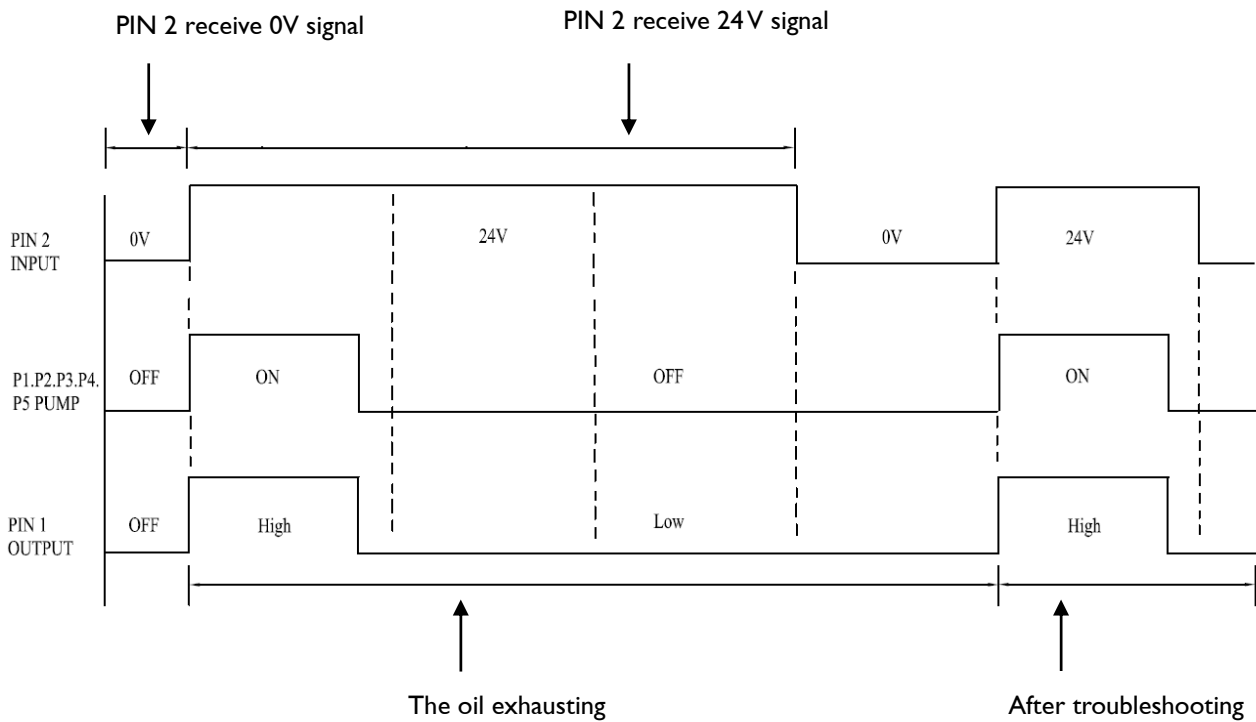 PIN 2 receive 0V signal
PIN 2 receive 24V signal
PIN 2
INPUT
0V
24V
0V
24V
P1.P2.P3.P4.
P5 PUMP
OFF
ON
OFF
ON
PIN 1
OUTPUT
OFF
High
Low
High
The oil exhausting
After troubleshooting